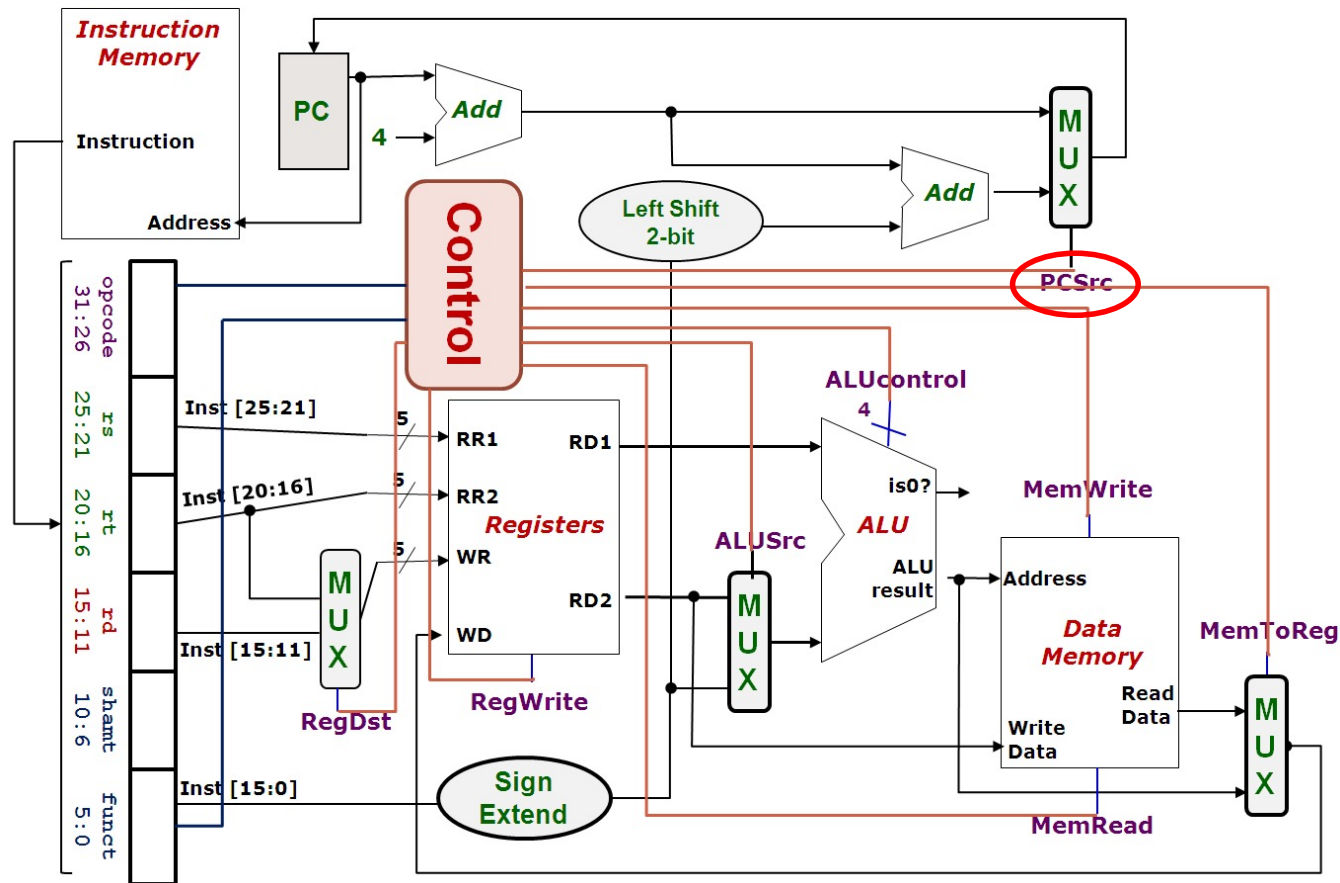 Instruction
Memory
Instruction
Address
PC
4
Add
Add
MUX
Left Shift
2-bit
Control
PCSrc
opcode
31:26
rs
25:21
rt
20:16
rd
15:11
shamt
10:6
funct
5:0
Inst [25:21]
5
Inst [20:16]
5
5
Inst [15:11]
Inst [15:0]
MUX
RegDst
RR1
RR2
WR
WD
RD1
RD2
Registers
RegWrite
Sign
Extend
ALUSrc
MUX
ALUcontrol
4
is0?
ALU
ALU
result
MemWrite
Address
Data
Memory
Read
Data
Write
Data
MemRead
MemToReg
MUX